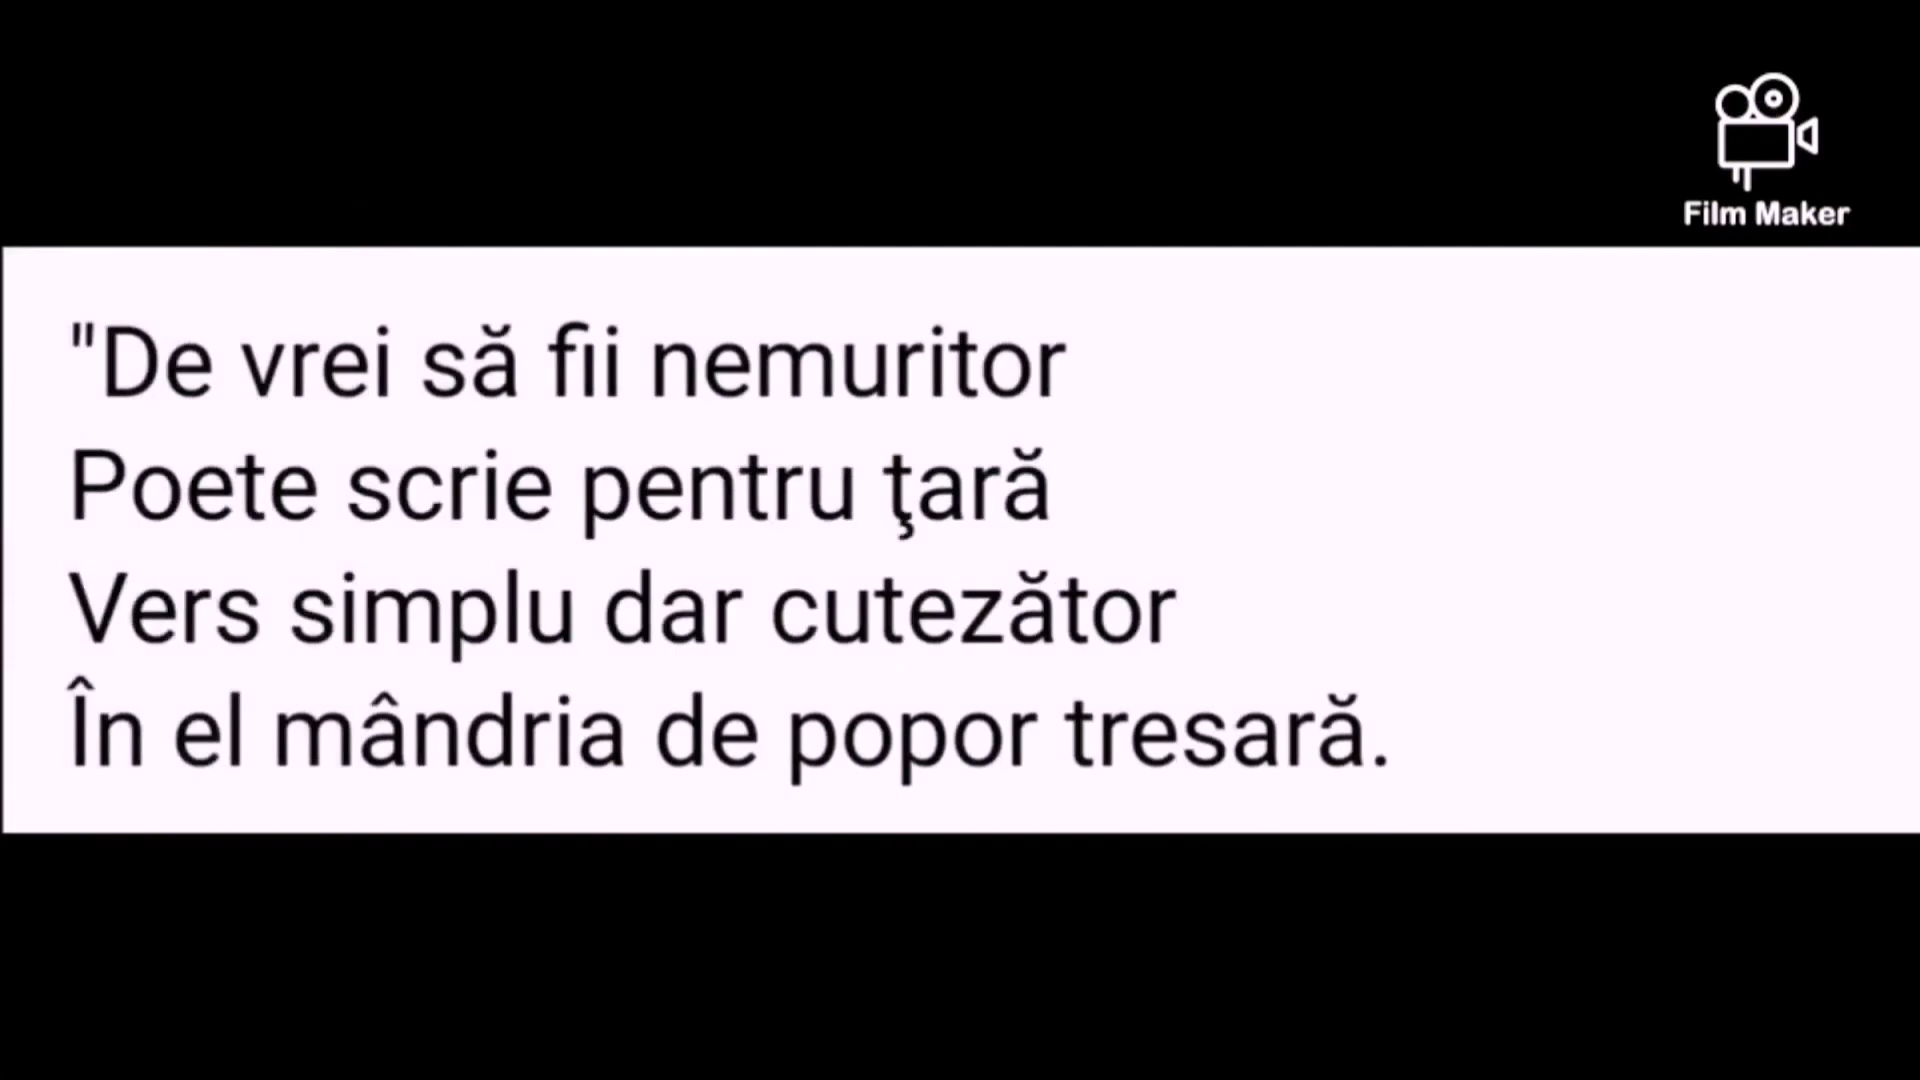 Film Maker
"De vrei să fii nemuritor
Poete scrie pentru ţară
Vers simplu dar cutezător
În el mândria de popor tresară.